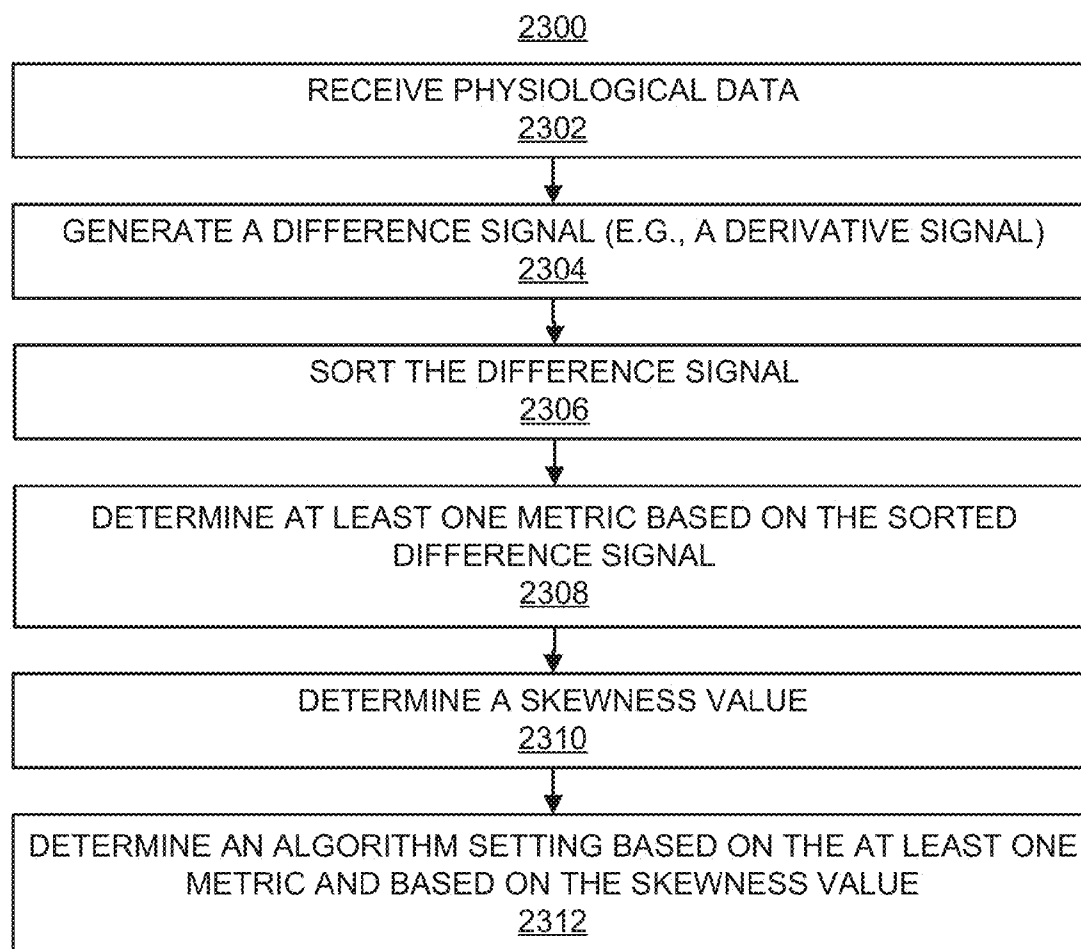 2300
RECEIVE PHYSIOLOGICAL DATA
2302
GENERATE A DIFFERENCE SIGNAL (E.G., A DERIVATIVE SIGNAL)
2304
SORT THE DIFFERENCE SIGNAL
2306
DETERMINE AT LEAST ONE METRIC BASED ON THE SORTED
DIFFERENCE SIGNAL
2308
DETERMINE A SKEWNESS VALUE
2310
DETERMINE AN ALGORITHM SETTING BASED ON THE AT LEAST ONE
METRIC AND BASED ON THE SKEWNESS VALUE
2312